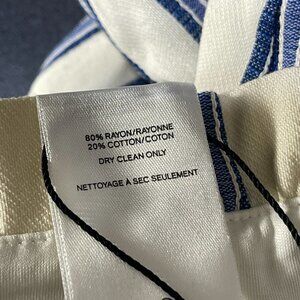 80% RAYON/RAYONNE
20% COTTON/COTON
DRY CLEAN ONLY
NETTOYAGE À SEC SEULEMENT